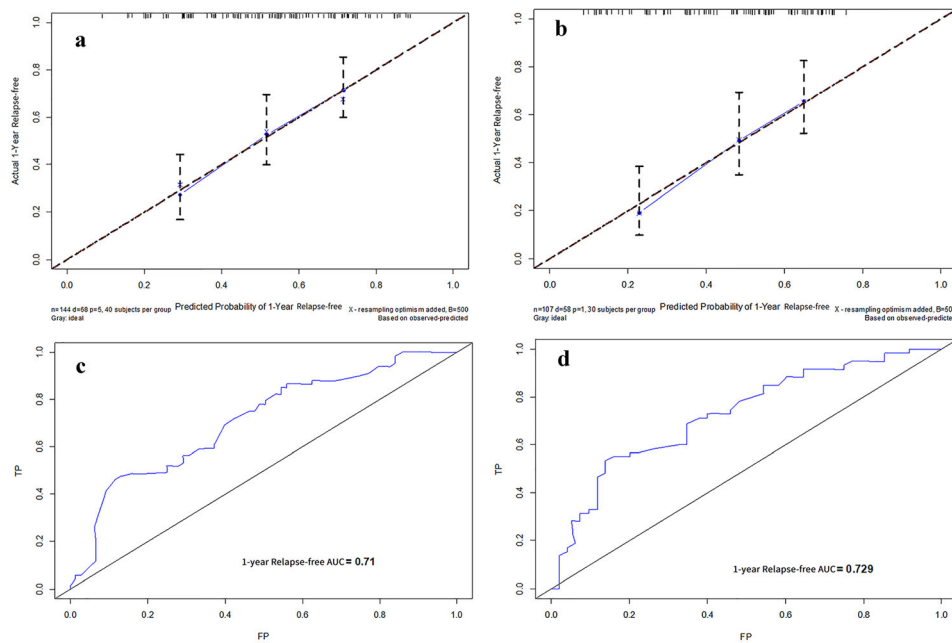 a
1.0
0.8
0.6
0.4
0.2
0.0
Actual 1-Year Relapse-free
0.0 0.2 0.4 0.6 0.8 1.0
n=144 d=68 p=5, 40 subjects per group
Gray: ideal
Predicted Probability of 1-Year Relapse-free
X - resampling optimism added, B=500
Based on observed-predicted
b
1.0
0.8
0.6
0.4
0.2
0.0
Actual 1-Year Relapse-free
0.0 0.2 0.4 0.6 0.8 1.0
n=107 d=58 p=1, 30 subjects per group
Gray: ideal
Predicted Probability of 1-Year Relapse-free
X - resampling optimism added, B=50
Based on observed-predicte
c
1.0
0.8
0.6
0.4
0.2
0.0
TP
1-year Relapse-free AUC = 0.71
0.0 0.2 0.4 0.6 0.8 1.0
FP
d
1.0
0.8
0.6
0.4
0.2
0.0
TP
1-year Relapse-free AUC = 0.729
0.0 0.2 0.4 0.6 0.8 1.0
FP